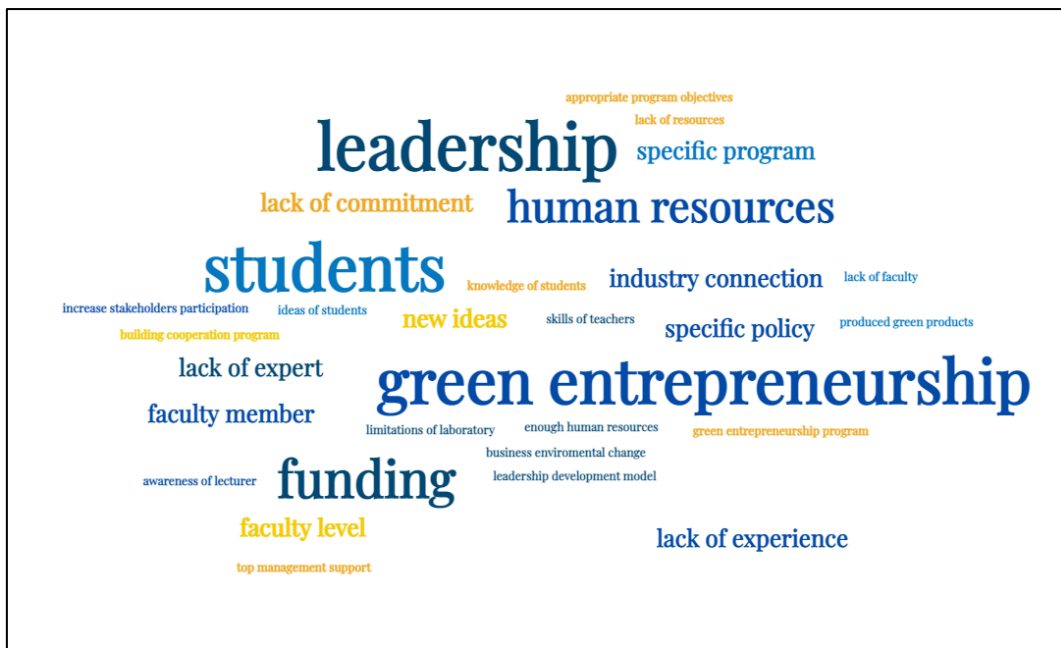 appropriate program objectives
lack of resources
leadership
specific program
lack of commitment
human resources
students
knowledge of students
industry connection
lack of faculty
increase stakeholders participation
ideas of students
new ideas
skills of teachers
specific policy
produced green products
building cooperation program
lack of expert
green entrepreneurship
faculty member
limitations of laboratory
enough human resources
green entrepreneurship program
business enviromental change
funding
leadership development model
awareness of lecturer
faculty level
lack of experience
top management support